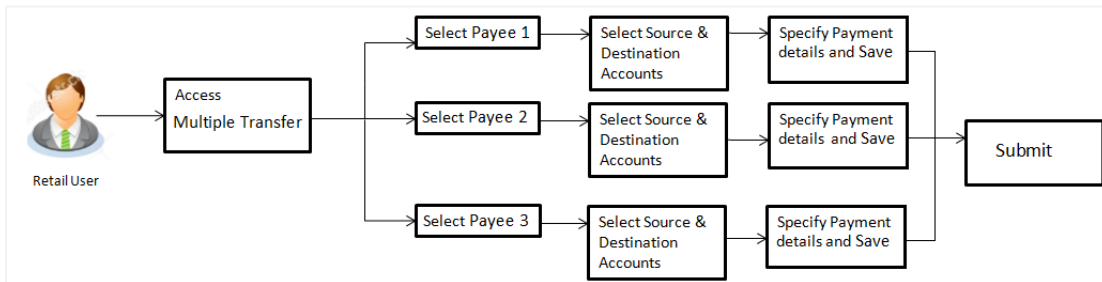 Retail User
Access
Multiple Transfer
Select Payee 1
Select Source &
Destination
Accounts
Specify Payment
details and Save
Select Payee 2
Select Source &
Destination
Accounts
Specify Payment
details and Save
Select Payee 3
Select Source &
Destination
Accounts
Specify Payment
details and Save
Submit